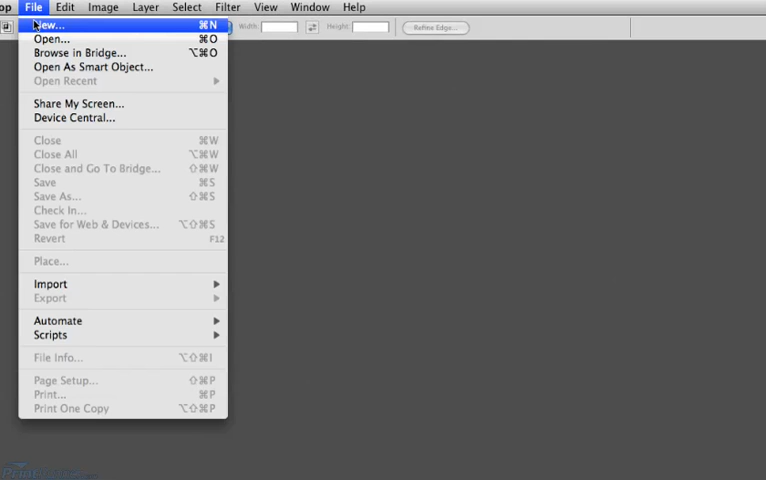 op File Edit Image Layer Select Filter View Window Help
Width: Height: Refine Edge...
New... ⌘N
Open... ⌘O
Browse in Bridge... ⌥⌘O
Open As Smart Object...
Open Recent
Share My Screen...
Device Central...
Close ⌘W
Close All ⌥⌘W
Close and Go To Bridge... ⇧⌘W
Save ⌘S
Save As... ⇧⌘S
Check In...
Save for Web & Devices... ⌥⇧⌘S
Revert F12
Place...
Import
Export
Automate
Scripts
File Info... ⌥⇧⌘I
Page Setup... ⇧⌘P
Print... ⌘P
Print One Copy ⌥⇧⌘P